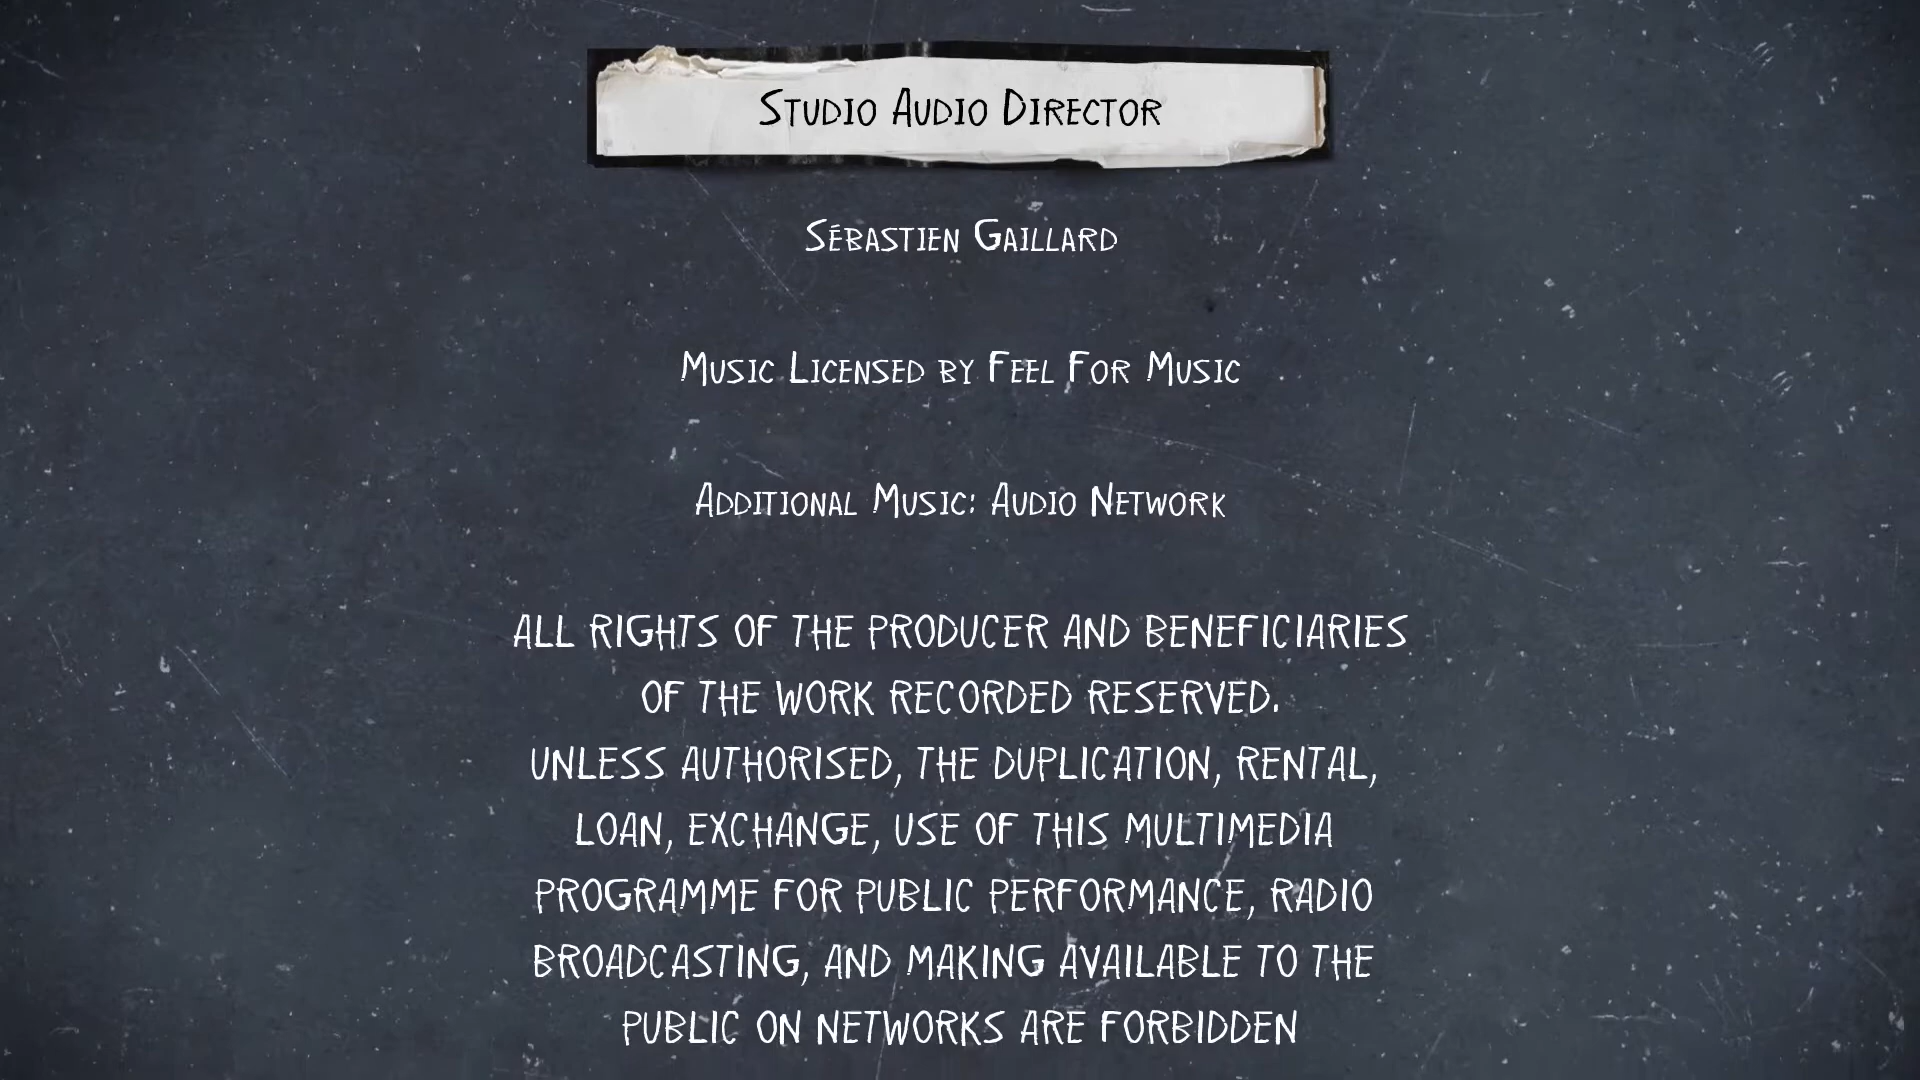 Studio Audio Director
Sébastien Gaillard
Music Licensed by Feel For Music
Additional Music: Audio Network
ALL RIGHTS OF THE PRODUCER AND BENEFICIARIES
OF THE WORK RECORDED RESERVED.
UNLESS AUTHORISED, THE DUPLICATION, RENTAL,
LOAN, EXCHANGE, USE OF THIS MULTIMEDIA
PROGRAMME FOR PUBLIC PERFORMANCE, RADIO
BROADCASTING, AND MAKING AVAILABLE TO THE
PUBLIC ON NETWORKS ARE FORBIDDEN